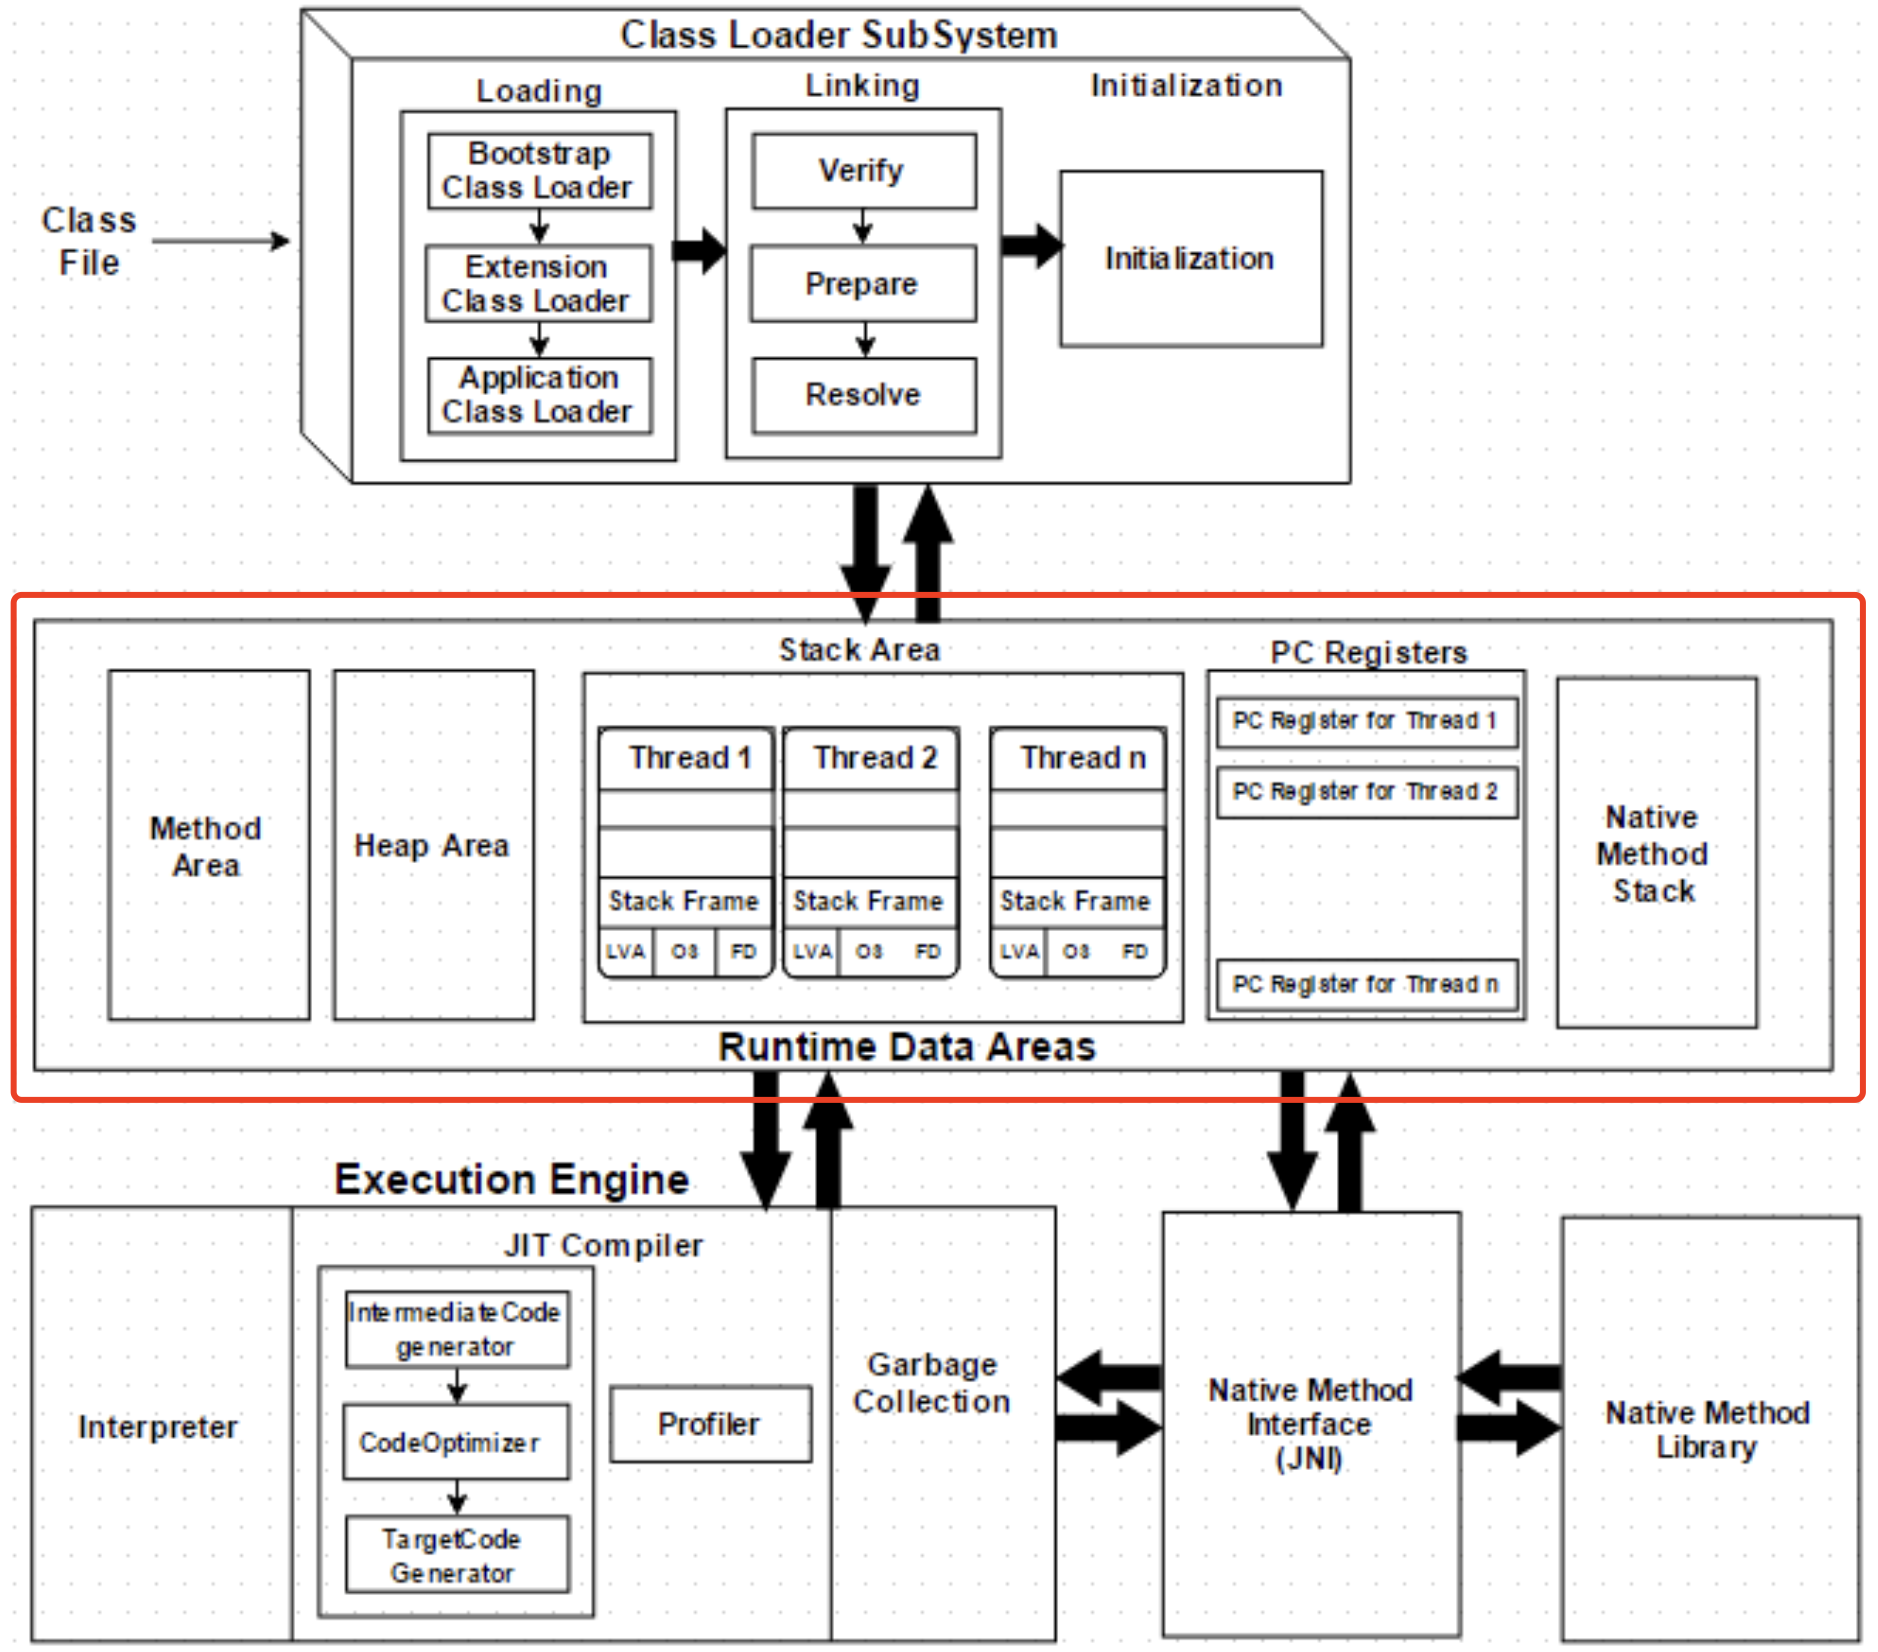 Class Loader SubSystem
Loading
Linking
Initialization
Bootstrap
Class Loader
Extension
Class Loader
Application
Class Loader
Verify
Prepare
Resolve
Initialization
Class
File
Stack Area
PC Registers
Method
Area
Heap Area
Thread 1
Thread 2
Thread n
Stack Frame
Stack Frame
Stack Frame
LVA OS FD
LVA OS FD
LVA OS FD
PC Register for Thread 1
PC Register for Thread 2
PC Register for Thread n
Native
Method
Stack
Runtime Data Areas
Execution Engine
Interpreter
JIT Compiler
IntermediateCode
generator
CodeOptimizer
TargetCode
Generator
Profiler
Garbage
Collection
Native Method
Interface
(JNI)
Native Method
Library